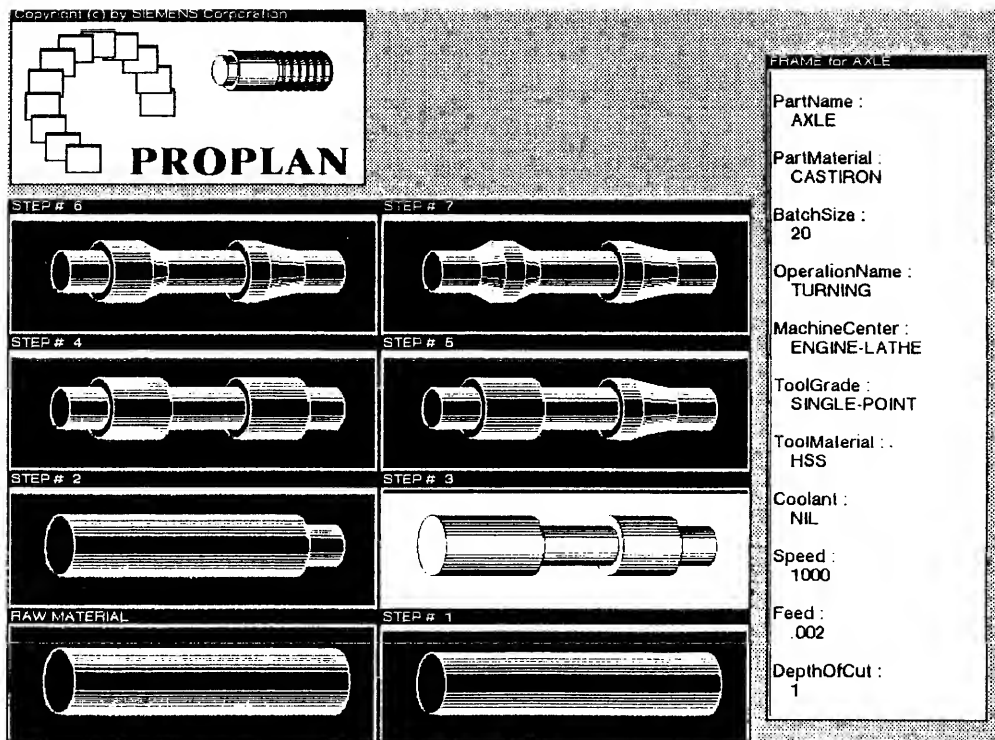 Copyright (c) by SIEMENS Corporation
PROPLAN
STEP # 6
STEP # 7
STEP # 4
STEP # 5
STEP # 2
STEP # 3
RAW MATERIAL
STEP # 1
FRAME for AXLE
PartName :
AXLE
PartMaterial :
CASTIRON
BatchSize :
20
OperationName :
TURNING
MachineCenter :
ENGINE-LATHE
ToolGrade :
SINGLE-POINT
ToolMaterial :
HSS
Coolant :
NIL
Speed :
1000
Feed :
.002
DepthOfCut :
1